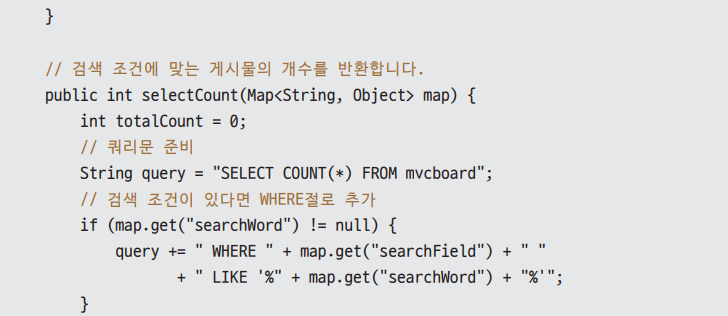 }
// 검색 조건에 맞는 게시물의 개수를 반환합니다.
public int selectCount(Map<String, Object> map) {
int totalCount = 0;
// 쿼리문 준비
String query = "SELECT COUNT(*) FROM mvcboard";
// 검색 조건이 있다면 WHERE절로 추가
if (map.get("searchWord") != null) {
query += " WHERE " + map.get("searchField") + " "
+ " LIKE '%" + map.get("searchWord") + "%'";
}